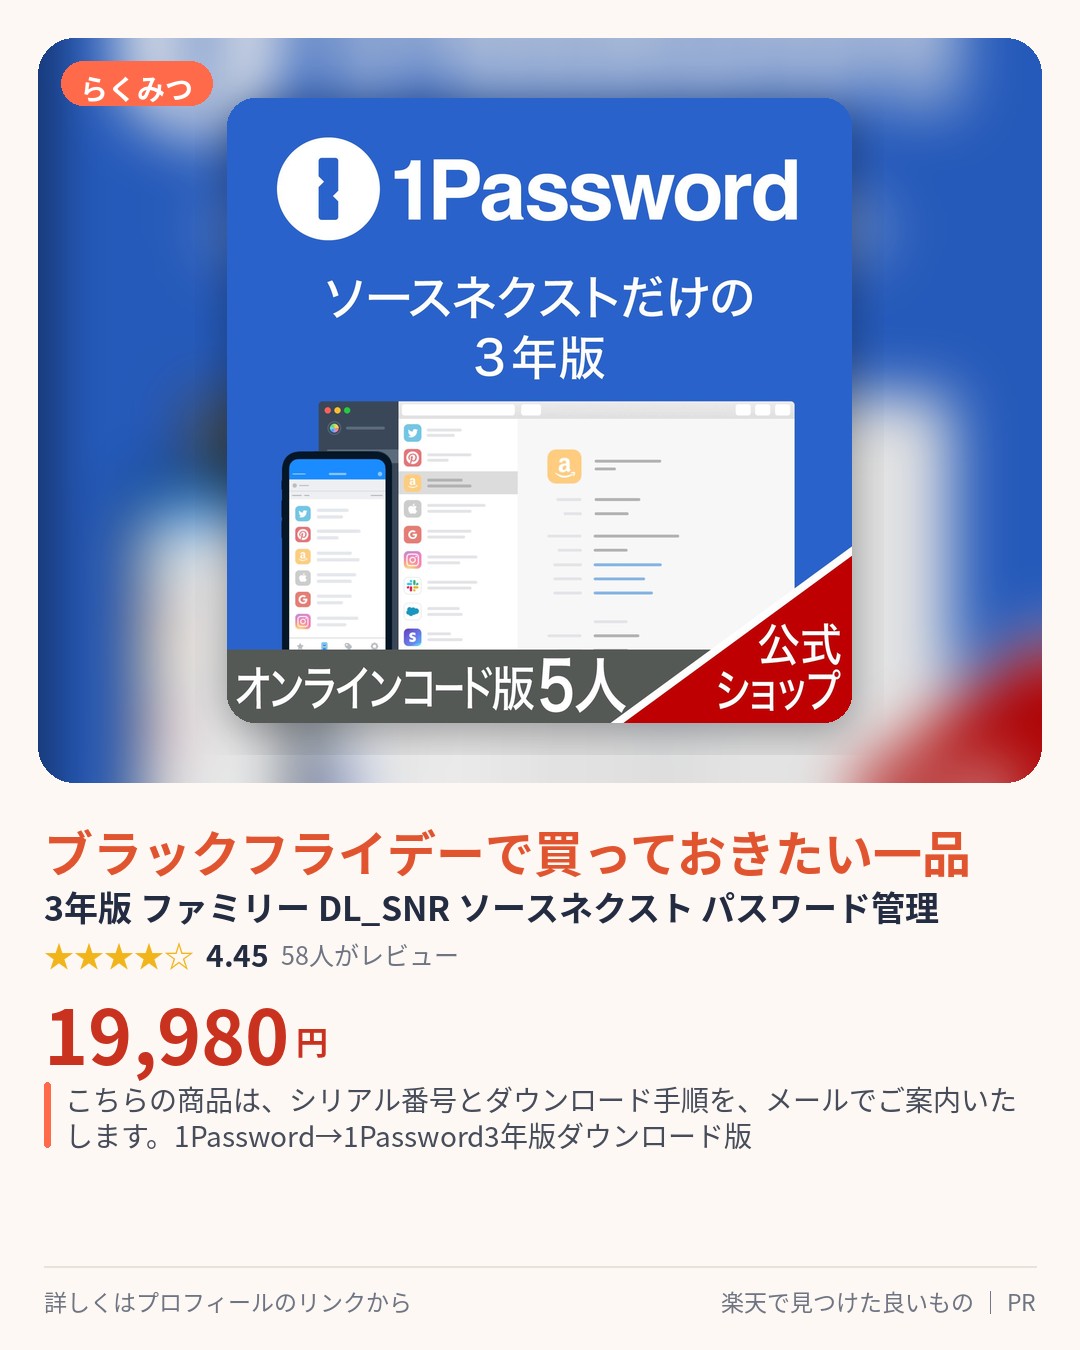 らくみつ
1Password
ソースネクストだけの
3年版
オンラインコード版5人
公式
ショップ
ブラックフライデーで買っておきたい一品
3年版 ファミリー DL_SNR ソースネクスト パスワード管理
★★★★☆ 4.45 58人がレビュー
19,980円
こちらの商品は、シリアル番号とダウンロード手順を、メールでご案内いた
します。1Password→1Password3年版ダウンロード版
詳しくはプロフィールのリンクから
楽天で見つけた良いもの｜PR